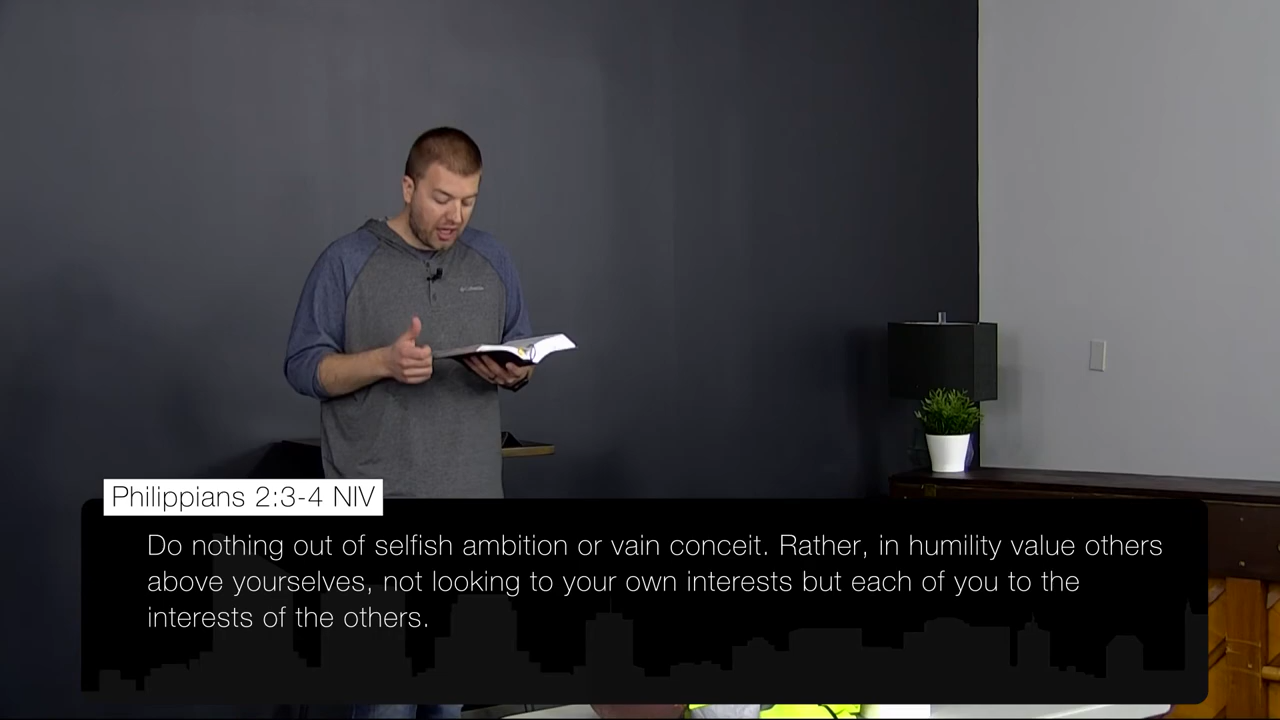 Columbia
Philippians 2:3-4 NIV
Do nothing out of selfish ambition or vain conceit. Rather, in humility value others
above yourselves, not looking to your own interests but each of you to the
interests of the others.